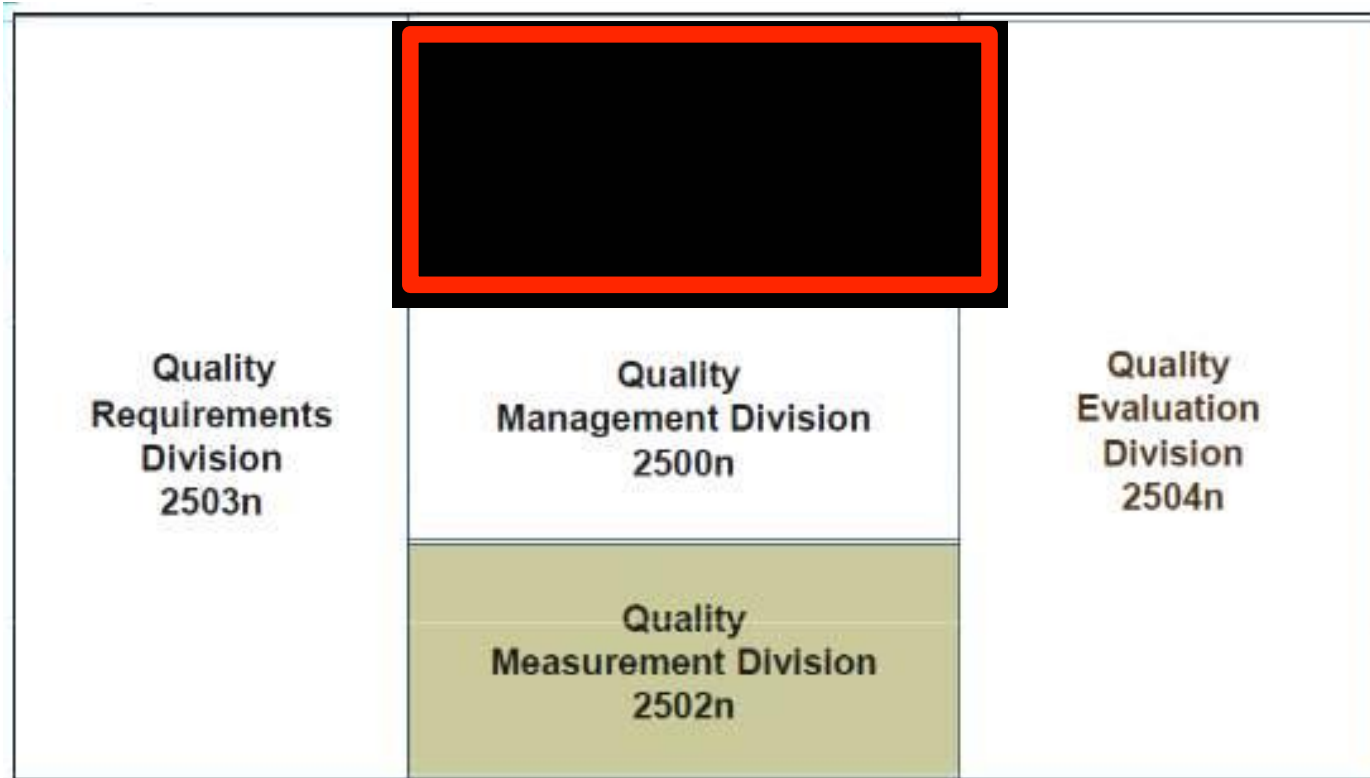 Quality
Requirements
Division
2503n
Quality
Management Division
2500n
Quality
Measurement Division
2502n
Quality
Evaluation
Division
2504n